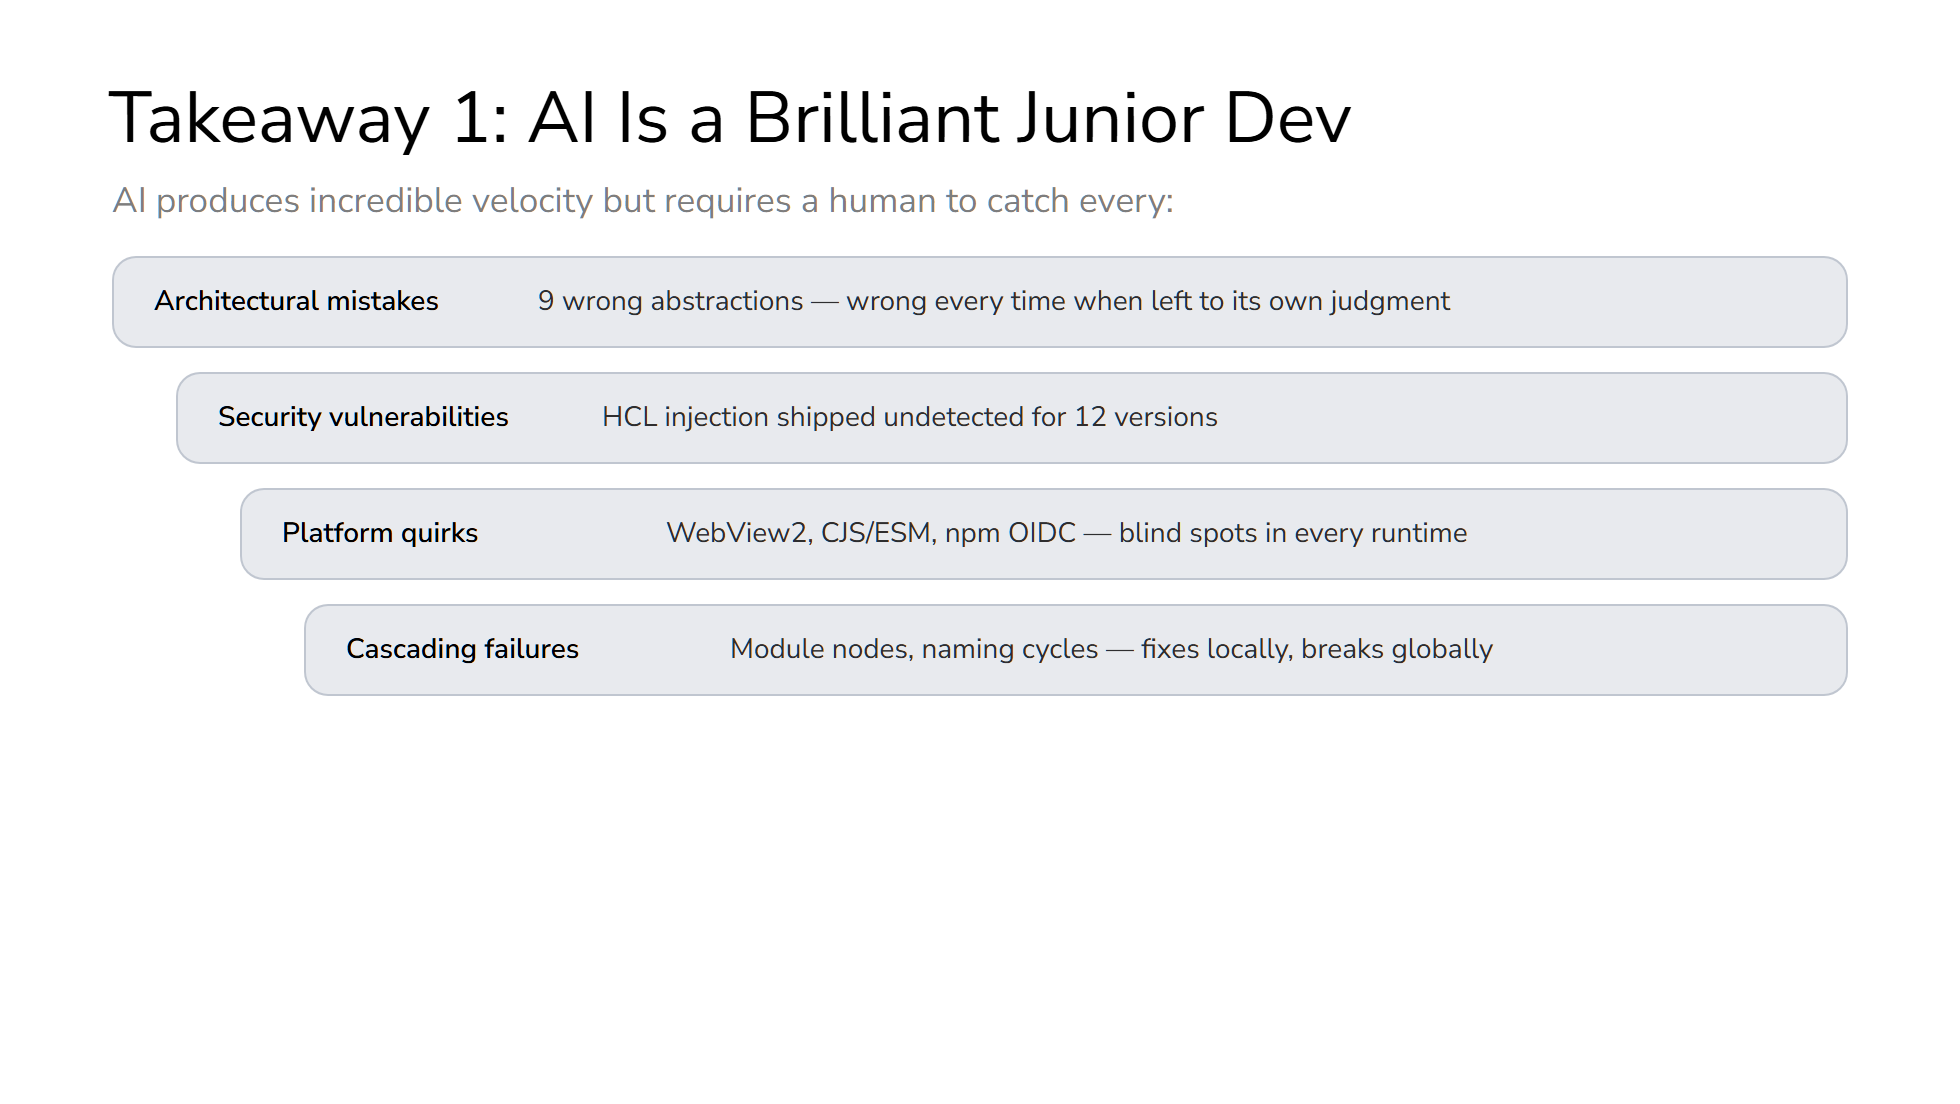 Takeaway 1: AI Is a Brilliant Junior Dev
AI produces incredible velocity but requires a human to catch every:
Architectural mistakes 9 wrong abstractions — wrong every time when left to its own judgment
Security vulnerabilities HCL injection shipped undetected for 12 versions
Platform quirks WebView2, CJS/ESM, npm OIDC — blind spots in every runtime
Cascading failures Module nodes, naming cycles — fixes locally, breaks globally